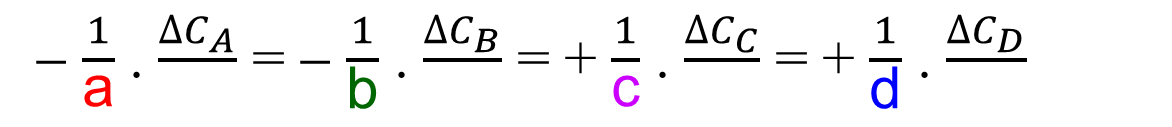 − 1/a . ΔC_A/ = − 1/b . ΔC_B/ = + 1/c . ΔC_C/ = + 1/d . ΔC_D/